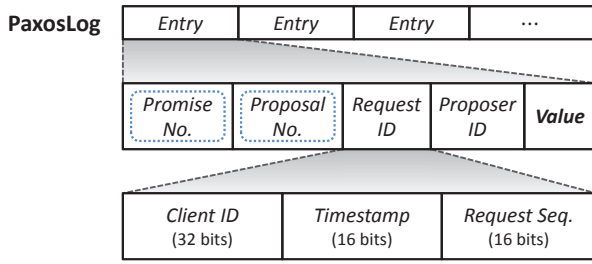 PaxosLog
Entry Entry Entry ...
Promise Proposal Request Proposer Value
No. No. ID ID
Client ID Timestamp Request Seq.
(32 bits) (16 bits) (16 bits)